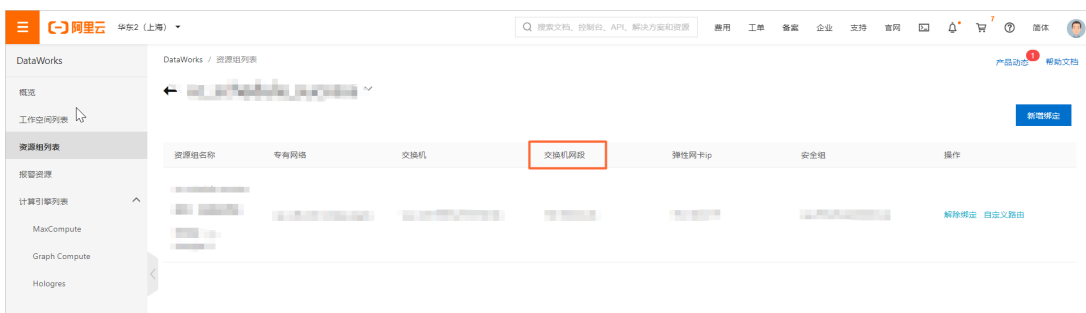 阿里云 华东2（上海） 搜索文档、控制台、API、解决方案和资源 费用 工单 备案 企业 支持 官网 7 简体
DataWorks
DataWorks / 资源组列表
产品动态 1 帮助文档
概览
工作空间列表
新增绑定
资源组列表
资源组名称 专有网络 交换机 交换机网段 弹性网卡ip 安全组 操作
报警资源
计算引擎列表
解除绑定 自定义路由
MaxCompute
Graph Compute
Hologres